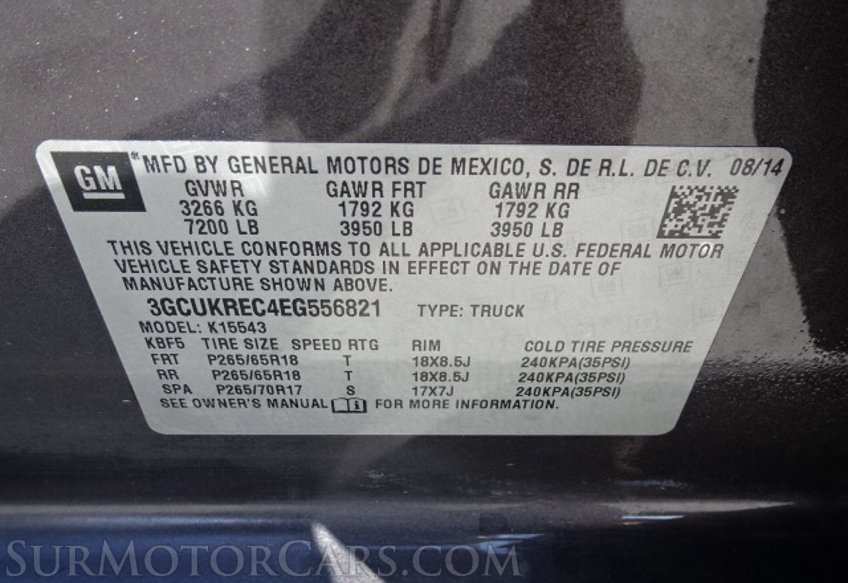 GM ® MFD BY GENERAL MOTORS DE MEXICO, S. DE R.L. DE C.V. 08/14
GVWR GAWR FRT GAWR RR
3266 KG 1792 KG 1792 KG
7200 LB 3950 LB 3950 LB
THIS VEHICLE CONFORMS TO ALL APPLICABLE U.S. FEDERAL MOTOR
VEHICLE SAFETY STANDARDS IN EFFECT ON THE DATE OF
MANUFACTURE SHOWN ABOVE.
3GCUKREC4EG556821 TYPE: TRUCK
MODEL: K15543
KBF5 TIRE SIZE SPEED RTG RIM COLD TIRE PRESSURE
FRT P265/65R18 T 18X8.5J 240KPA(35PSI)
RR P265/65R18 T 18X8.5J 240KPA(35PSI)
SPA P265/70R17 S 17X7J 240KPA(35PSI)
SEE OWNER'S MANUAL FOR MORE INFORMATION.
SURMOTORCARS.COM